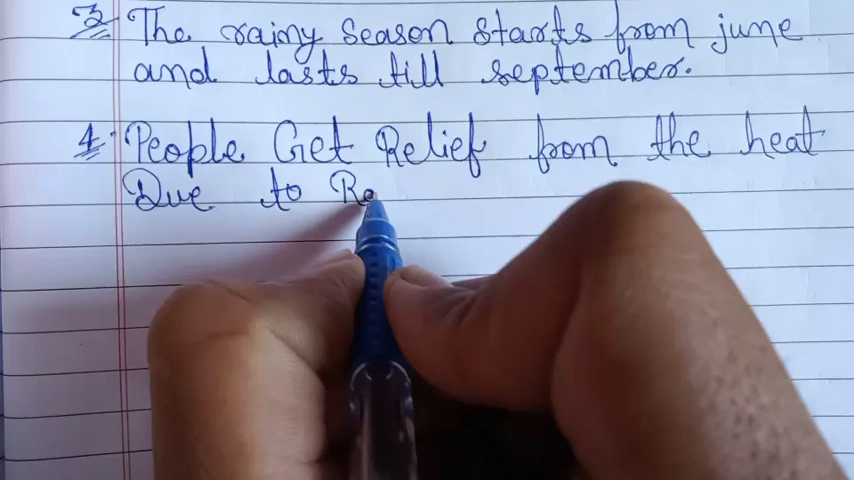 3 The rainy season starts from june
and lasts till september.
4. People Get Relief from the heat
Due to